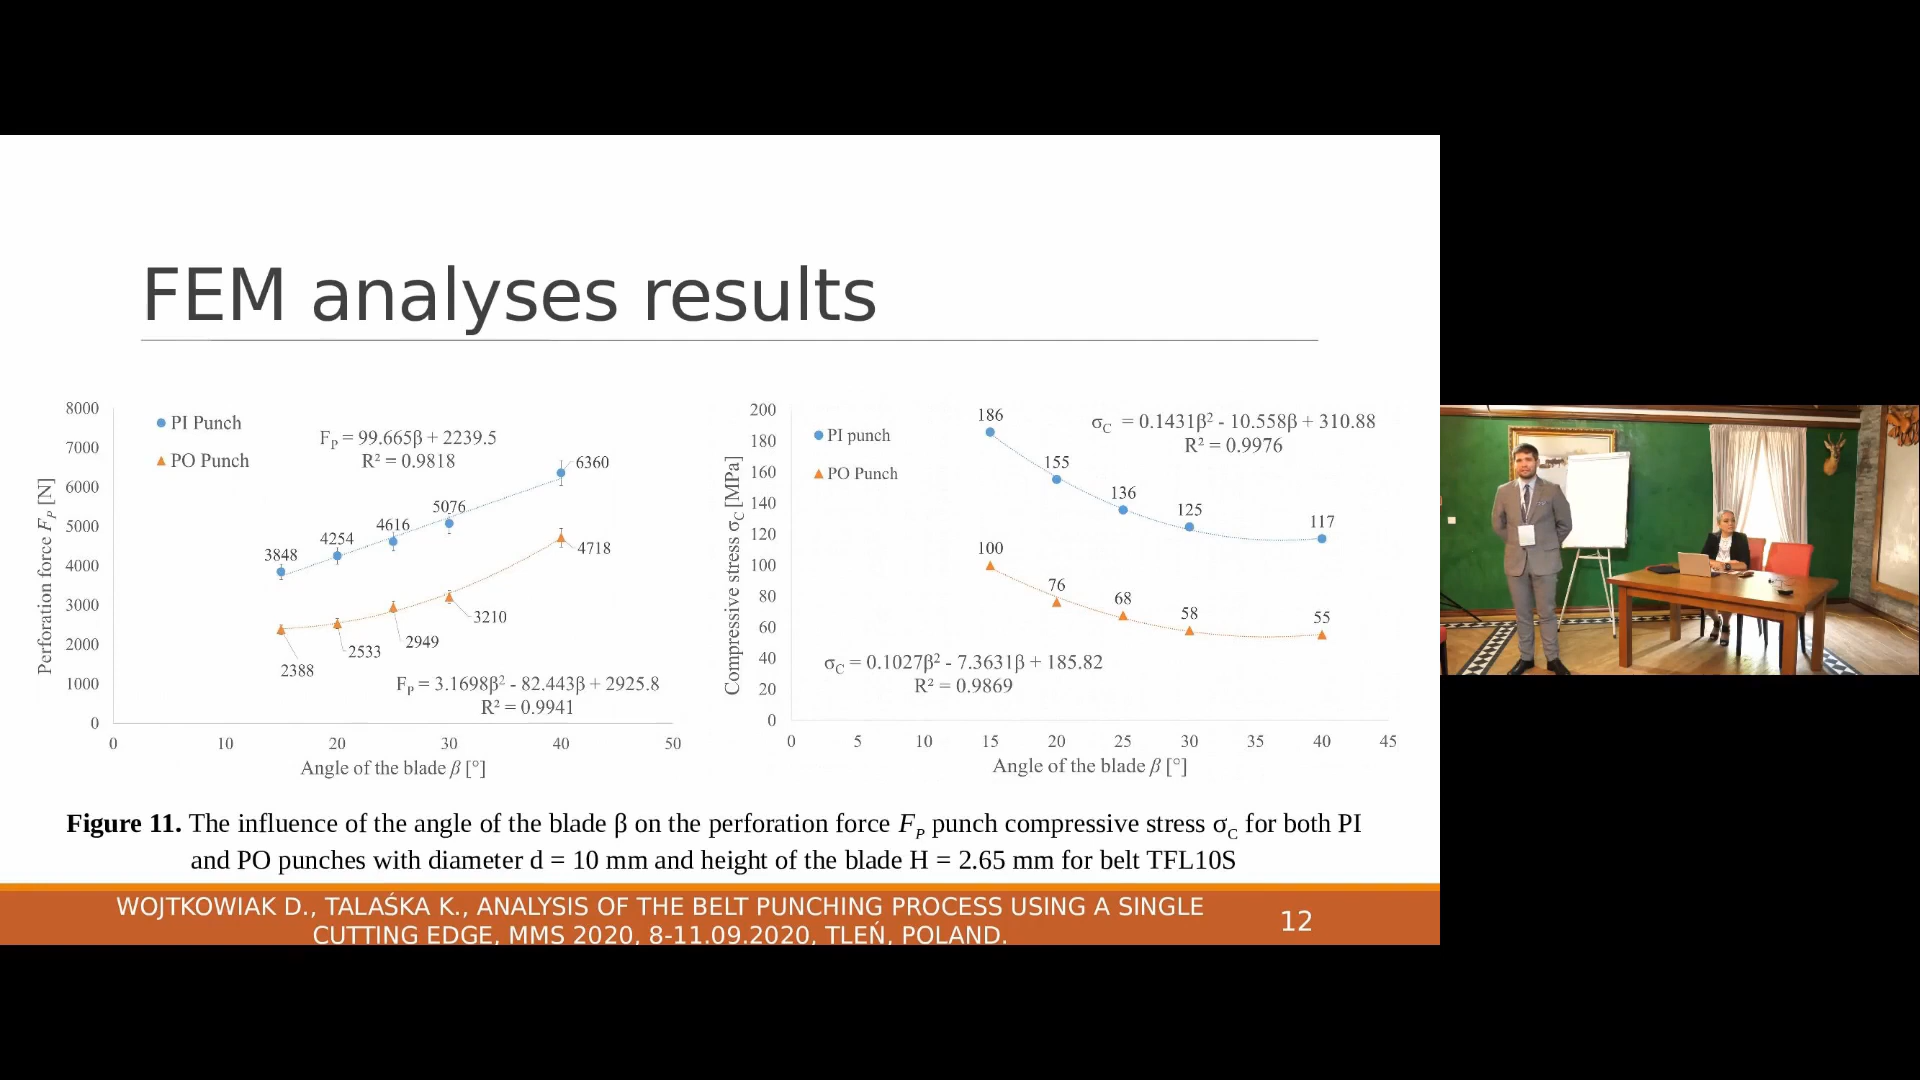 FEM analyses results
8000
7000
6000
5000
4000
3000
2000
1000
0
Perforation force F_P [N]
PI Punch
PO Punch
F_P = 99.665β + 2239.5
R² = 0.9818
3848
4254
4616
5076
6360
2388
2533
2949
3210
4718
F_P = 3.1698β² - 82.443β + 2925.8
R² = 0.9941
0 10 20 30 40 50
Angle of the blade β [°]
200
180
160
140
120
100
80
60
40
20
0
Compressive stress σ_C [MPa]
PI punch
PO Punch
σ_C = 0.1431β² - 10.558β + 310.88
R² = 0.9976
186
155
136
125
117
100
76
68
58
55
σ_C = 0.1027β² - 7.3631β + 185.82
R² = 0.9869
0 5 10 15 20 25 30 35 40 45
Angle of the blade β [°]
Figure 11. The influence of the angle of the blade β on the perforation force F_P punch compressive stress σ_C for both PI
and PO punches with diameter d = 10 mm and height of the blade H = 2.65 mm for belt TFL10S
WOJTKOWIAK D., TALAŚKA K., ANALYSIS OF THE BELT PUNCHING PROCESS USING A SINGLE
CUTTING EDGE, MMS 2020, 8-11.09.2020, TLEŃ, POLAND.
12